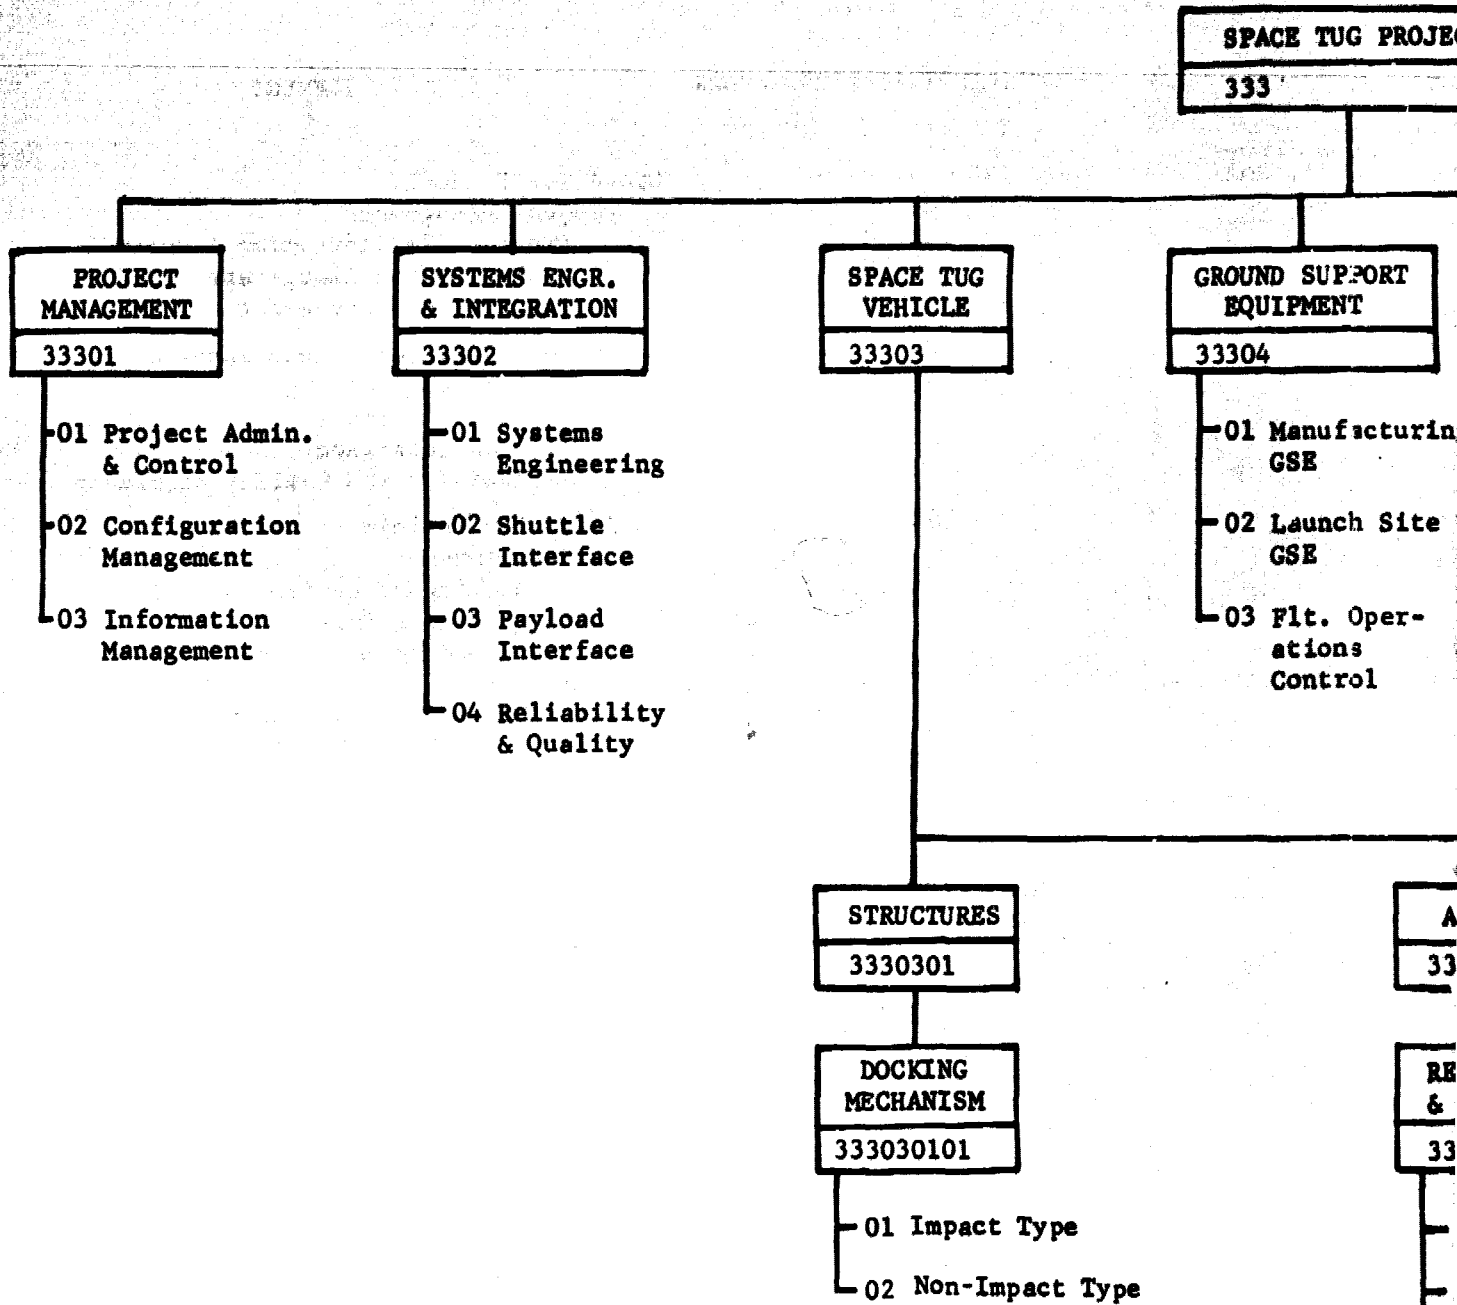 SPACE TUG PROJE
333
PROJECT
MANAGEMENT
33301
01 Project Admin.
& Control
02 Configuration
Management
03 Information
Management
SYSTEMS ENGR.
& INTEGRATION
33302
01 Systems
Engineering
02 Shuttle
Interface
03 Payload
Interface
04 Reliability
& Quality
SPACE TUG
VEHICLE
33303
GROUND SUPPORT
EQUIPMENT
33304
01 Manufacturin
GSE
02 Launch Site
GSE
03 Flt. Oper-
ations
Control
STRUCTURES
3330301
DOCKING
MECHANISM
333030101
01 Impact Type
02 Non-Impact Type
A
33
RE
&
33